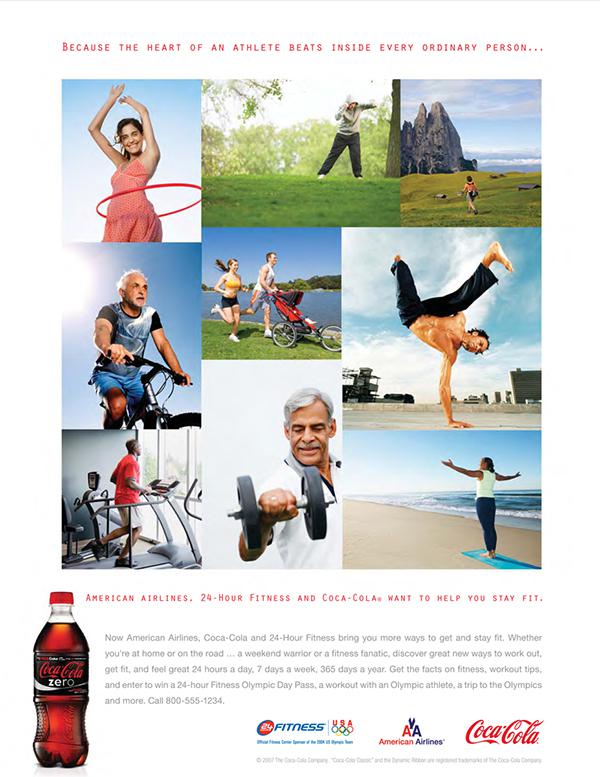 Because the heart of an athlete beats inside every ordinary person...
American airlines, 24-Hour Fitness and Coca-Cola® want to help you stay fit.
Now American Airlines, Coca-Cola and 24-Hour Fitness bring you more ways to get and stay fit. Whether
you're at home or on the road ... a weekend warrior or a fitness fanatic, discover great new ways to work out,
get fit, and feel great 24 hours a day, 7 days a week, 365 days a year. Get the facts on fitness, workout tips,
and enter to win a 24-hour Fitness Olympic Day Pass, a workout with an Olympic athlete, a trip to the Olympics
and more. Call 800-555-1234.
Coca-Cola
zero
24 FITNESS USA
Official Fitness Center Sponsor of the 2004 US Olympic Team
AA
American Airlines®
Coca-Cola
© 2007 The Coca-Cola Company. "Coca-Cola Classic" and the Dynamic Ribbon are registered trademarks of The Coca-Cola Company.